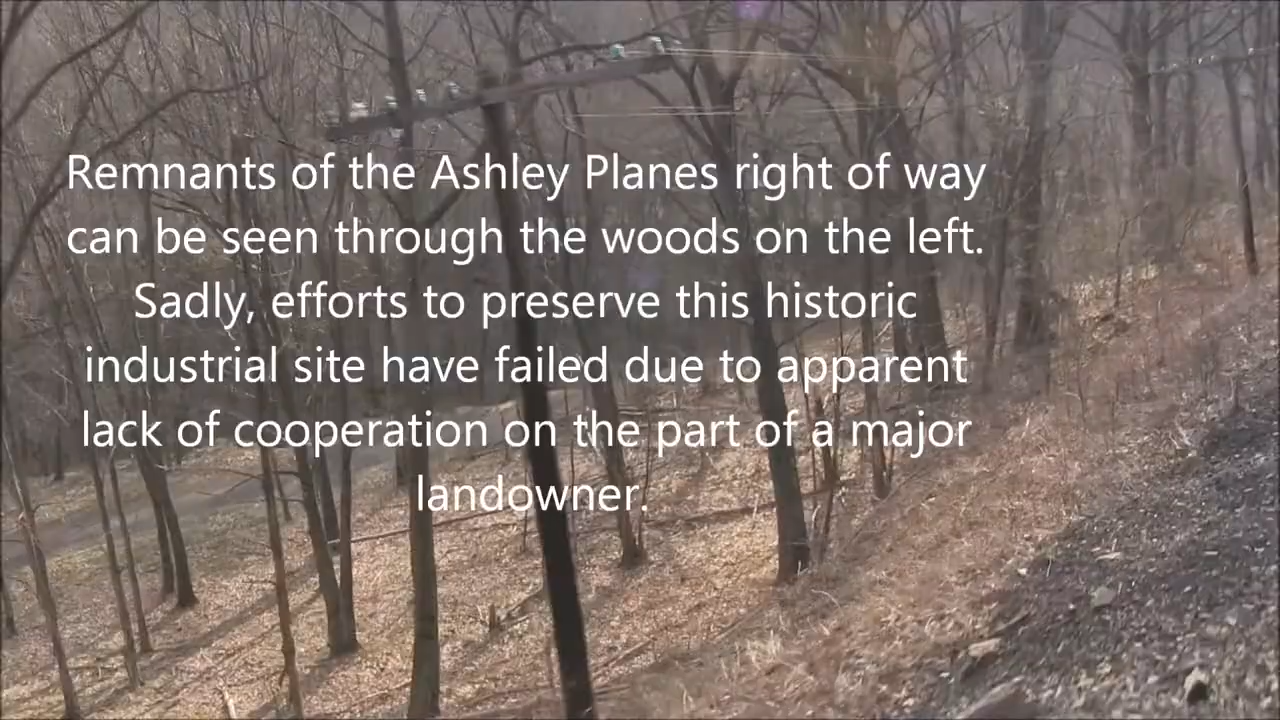 Remnants of the Ashley Planes right of way
can be seen through the woods on the left.
Sadly, efforts to preserve this historic
industrial site have failed due to apparent
lack of cooperation on the part of a major
landowner.